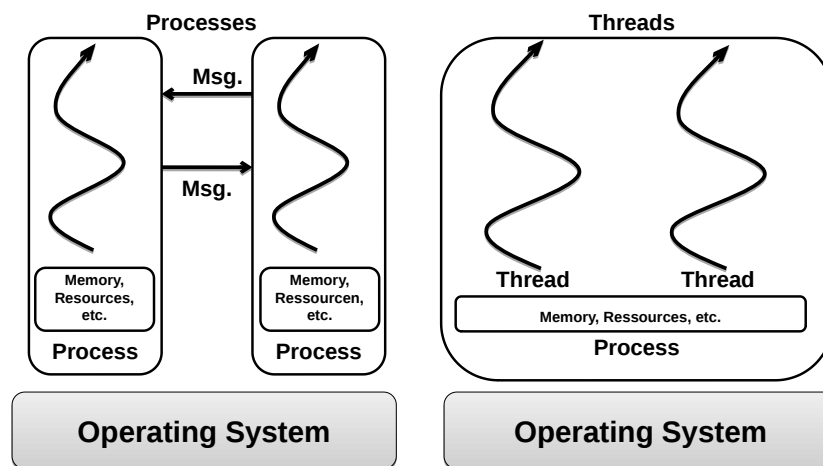 Processes
Msg.
Msg.
Memory,
Resources,
etc.
Process
Memory,
Ressourcen,
etc.
Process
Operating System
Threads
Thread
Thread
Memory, Ressources, etc.
Process
Operating System